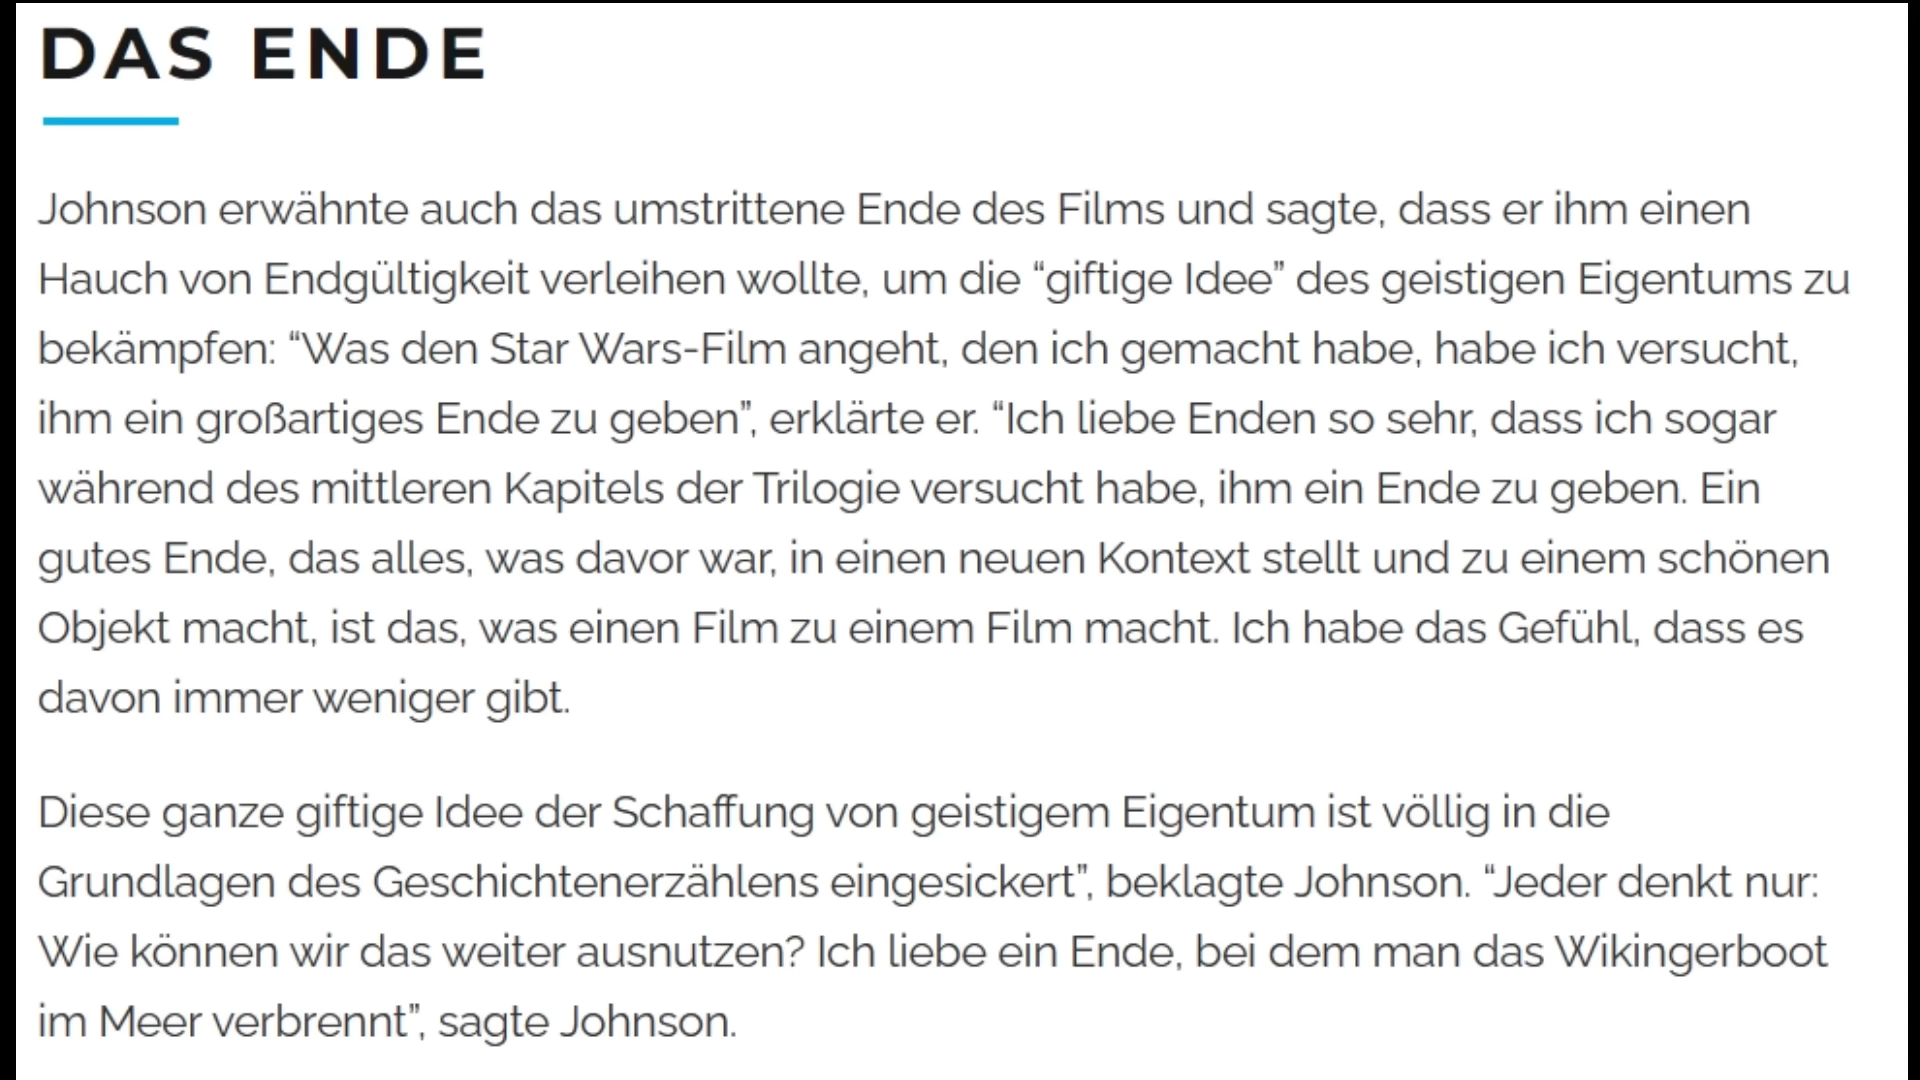 DAS ENDE
Johnson erwähnte auch das umstrittene Ende des Films und sagte, dass er ihm einen
Hauch von Endgültigkeit verleihen wollte, um die “giftige Idee” des geistigen Eigentums zu
bekämpfen: “Was den Star Wars-Film angeht, den ich gemacht habe, habe ich versucht,
ihm ein großartiges Ende zu geben”, erklärte er. “Ich liebe Enden so sehr, dass ich sogar
während des mittleren Kapitels der Trilogie versucht habe, ihm ein Ende zu geben. Ein
gutes Ende, das alles, was davor war, in einen neuen Kontext stellt und zu einem schönen
Objekt macht, ist das, was einen Film zu einem Film macht. Ich habe das Gefühl, dass es
davon immer weniger gibt.
Diese ganze giftige Idee der Schaffung von geistigem Eigentum ist völlig in die
Grundlagen des Geschichtenerzählens eingesickert”, beklagte Johnson. “Jeder denkt nur:
Wie können wir das weiter ausnutzen? Ich liebe ein Ende, bei dem man das Wikingerboot
im Meer verbrennt”, sagte Johnson.